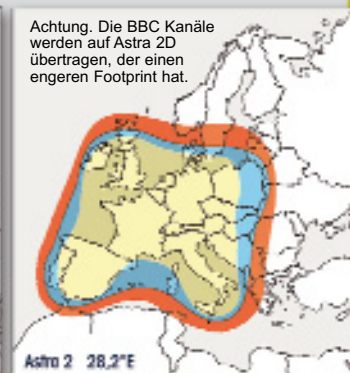 Achtung. Die BBC Kanäle
werden auf Astra 2D
übertragen, der einen
engeren Footprint hat.
Astra 2 28,2°E